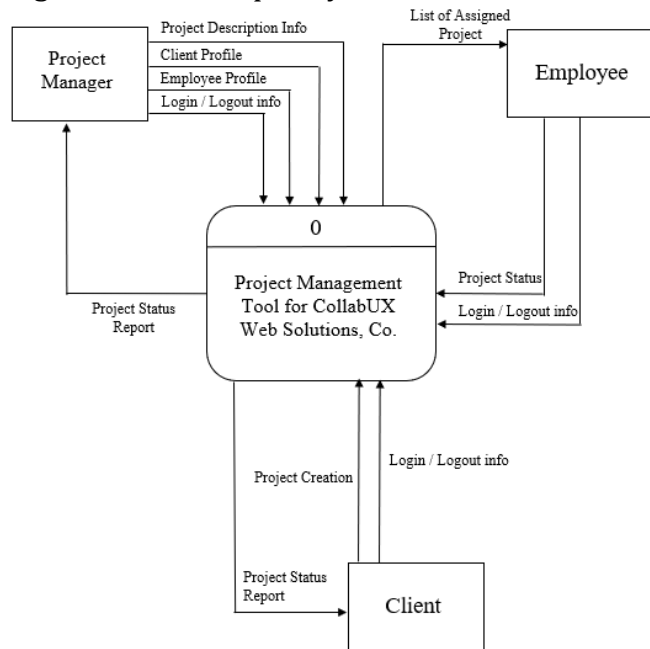 Project Description Info
Client Profile
Employee Profile
Login / Logout info
Project
Manager
List of Assigned
Project
Employee
0
Project Management
Tool for CollabUX
Web Solutions, Co.
Project Status
Login / Logout info
Project Status
Report
Project Creation
Login / Logout info
Project Status
Report
Client